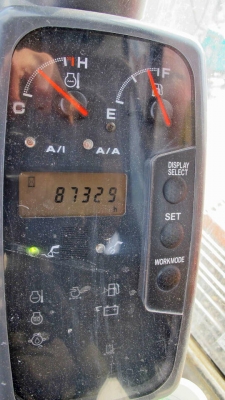 H
F
C
E
A/I
A/A
DISPLAY
SELECT
87329
h
SET
WORKMODE